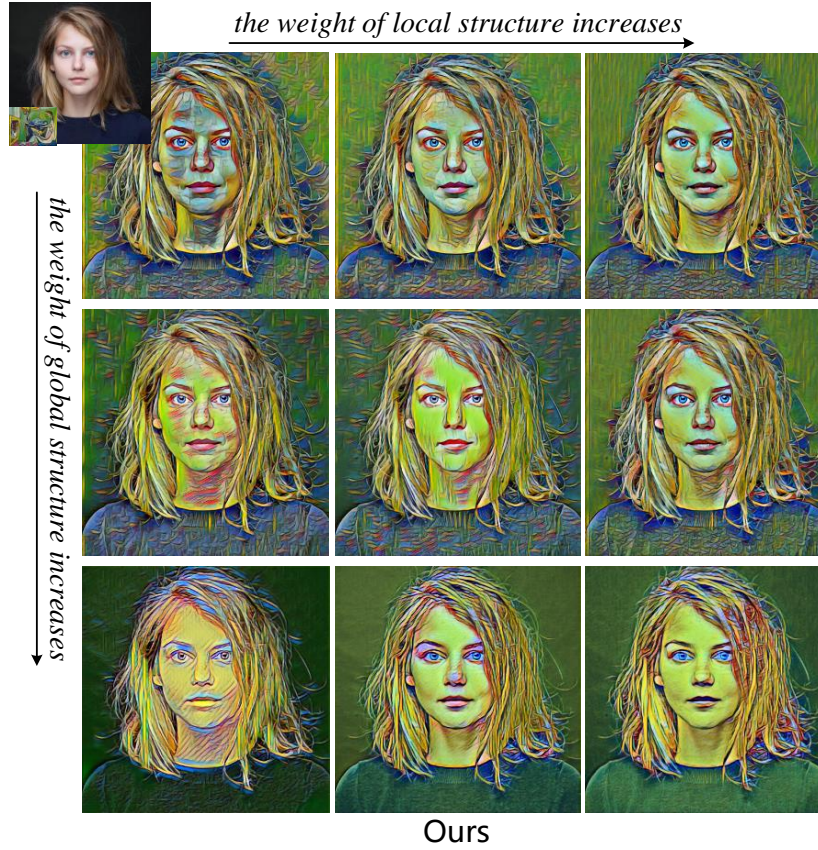 the weight of local structure increases
the weight of global structure increases
Ours